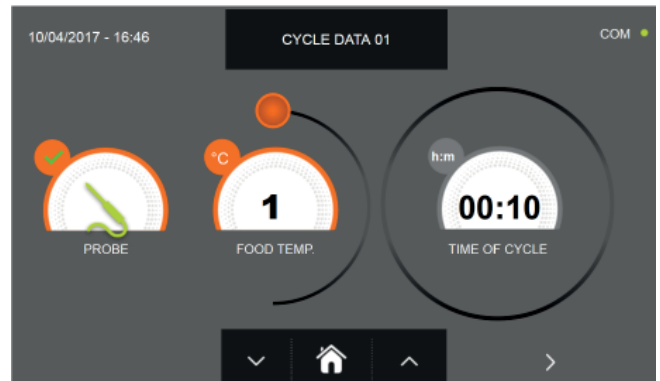 10/04/2017 - 16:46
CYCLE DATA 01
COM
°C
h:m
1
00:10
PROBE
FOOD TEMP.
TIME OF CYCLE